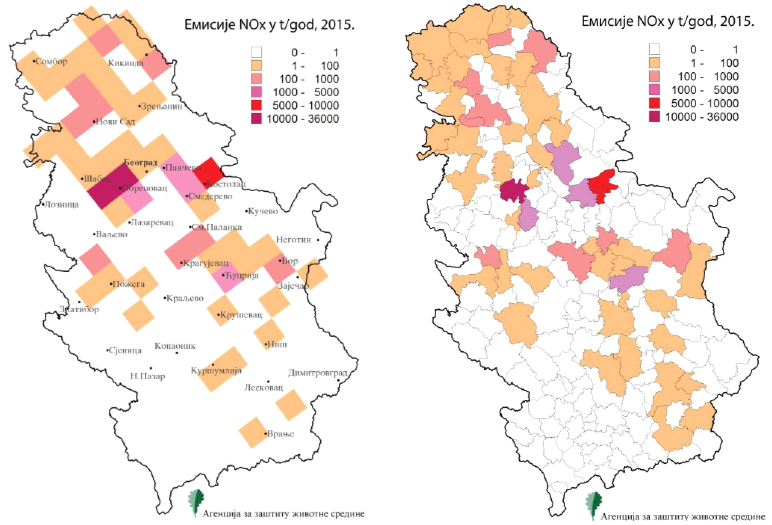 Емисије NOx у t/год, 2015.
0 - 1
1 - 100
100 - 1000
1000 - 5000
5000 - 10000
10000 - 36000
Сомбор
Кикинда
Зрењанин
Нови Сад
Београд
Панчево
Шабац
Обреновац
Костолац
Смедерево
Лозница
Лазаревац
Кучево
Ваљево
См.Паланка
Неготин
Крагујевац
Бор
Ћуприја
Зајечар
Пожега
Златибор
Краљево
Крушевац
Сјеница
Копаоник
Ниш
Н.Пазар
Куршумлија
Димитровград
Лесковац
Врање
Агенција за заштиту животне средине
Емисије NOx у t/год, 2015.
0 - 1
1 - 100
100 - 1000
1000 - 5000
5000 - 10000
10000 - 36000
Агенција за заштиту животне средине